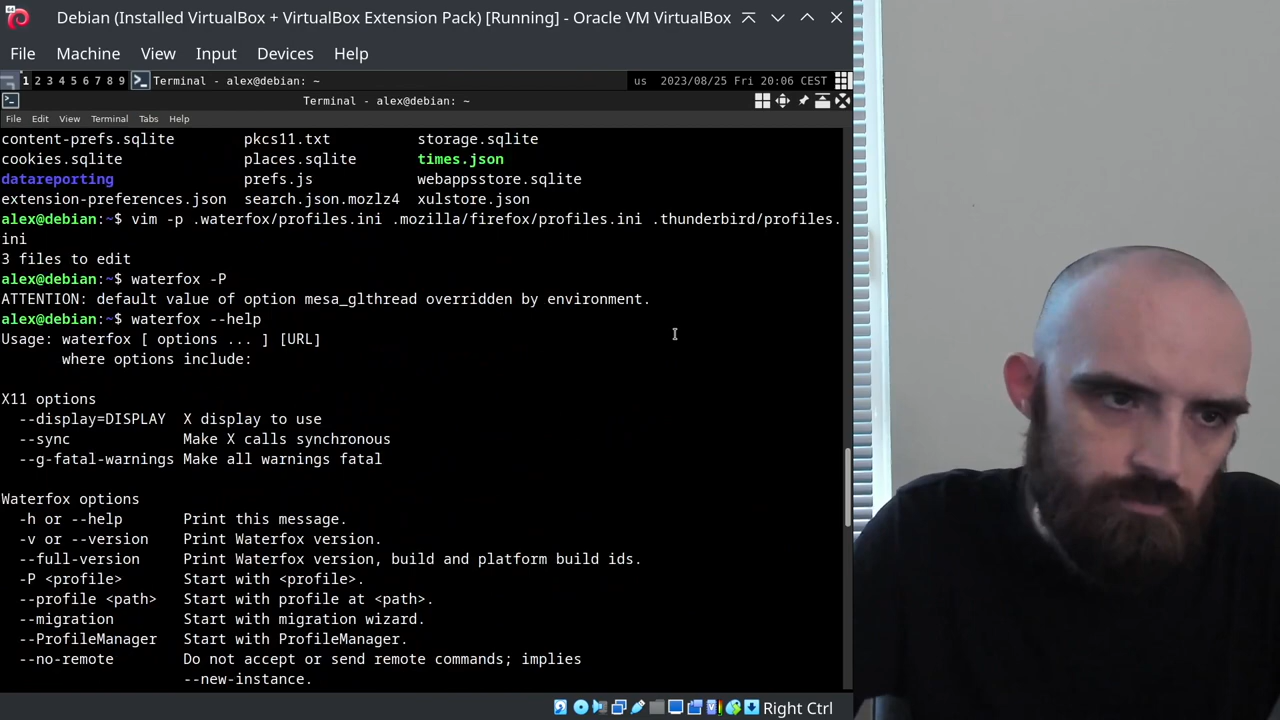 Debian (Installed VirtualBox + VirtualBox Extension Pack) [Running] - Oracle VM VirtualBox
File Machine View Input Devices Help
1 2 3 4 5 6 7 8 9 Terminal - alex@debian: ~ us 2023/08/25 Fri 20:06 CEST
Terminal - alex@debian: ~
File Edit View Terminal Tabs Help
content-prefs.sqlite pkcs11.txt storage.sqlite
cookies.sqlite places.sqlite times.json
datareporting prefs.js webappsstore.sqlite
extension-preferences.json search.json.mozlz4 xulstore.json
alex@debian:~$ vim -p .waterfox/profiles.ini .mozilla/firefox/profiles.ini .thunderbird/profiles.
ini
3 files to edit
alex@debian:~$ waterfox -P
ATTENTION: default value of option mesa_glthread overridden by environment.
alex@debian:~$ waterfox --help
Usage: waterfox [ options ... ] [URL]
where options include:
X11 options
--display=DISPLAY X display to use
--sync Make X calls synchronous
--g-fatal-warnings Make all warnings fatal
Waterfox options
-h or --help Print this message.
-v or --version Print Waterfox version.
--full-version Print Waterfox version, build and platform build ids.
-P <profile> Start with <profile>.
--profile <path> Start with profile at <path>.
--migration Start with migration wizard.
--ProfileManager Start with ProfileManager.
--no-remote Do not accept or send remote commands; implies
--new-instance.
Right Ctrl